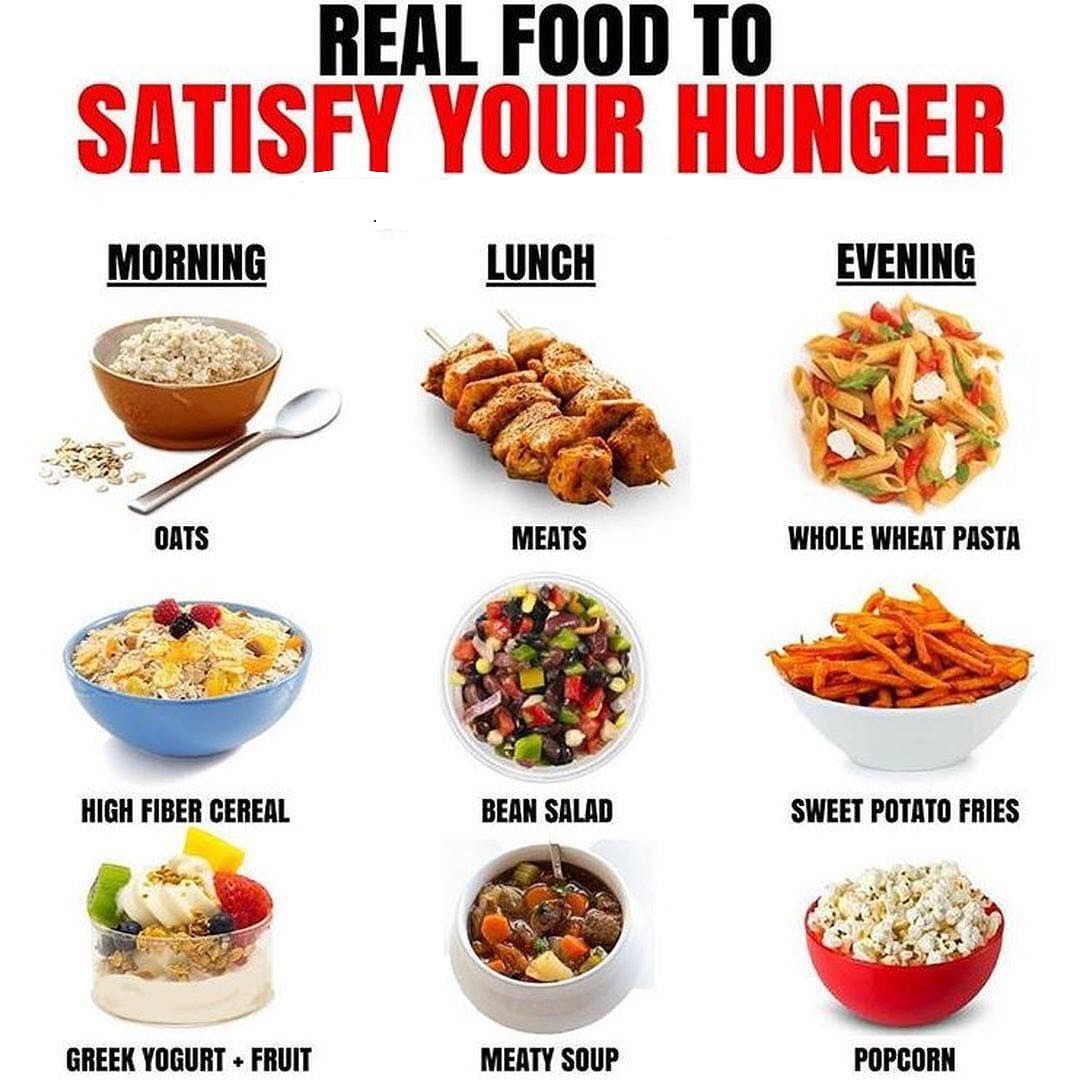 REAL FOOD TO
SATISFY YOUR HUNGER
MORNING
LUNCH
EVENING
OATS
MEATS
WHOLE WHEAT PASTA
HIGH FIBER CEREAL
BEAN SALAD
SWEET POTATO FRIES
GREEK YOGURT + FRUIT
MEATY SOUP
POPCORN